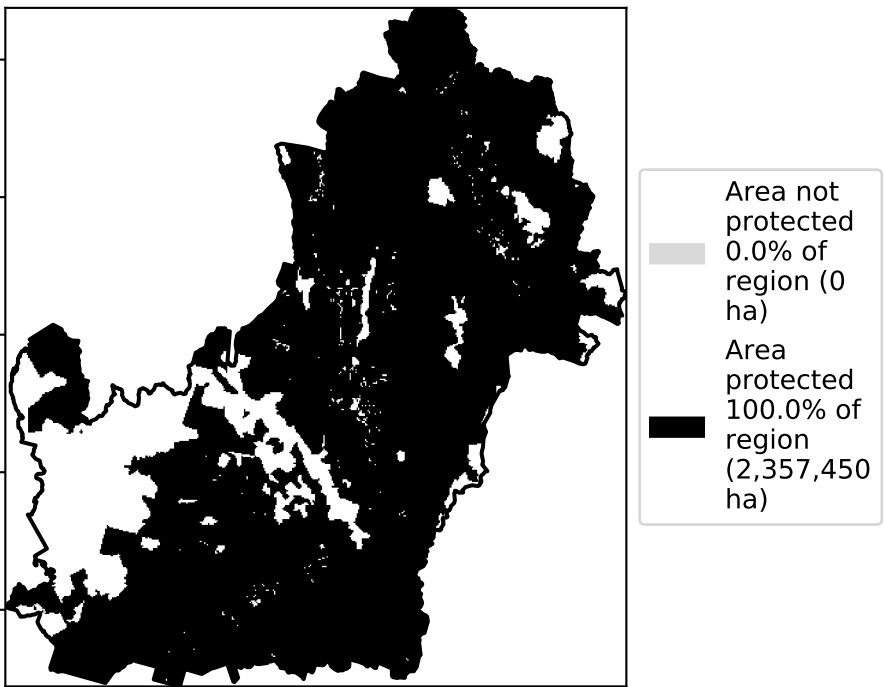 Area not
protected
0.0% of
region (0
ha)
Area
protected
100.0% of
region
(2,357,450
ha)